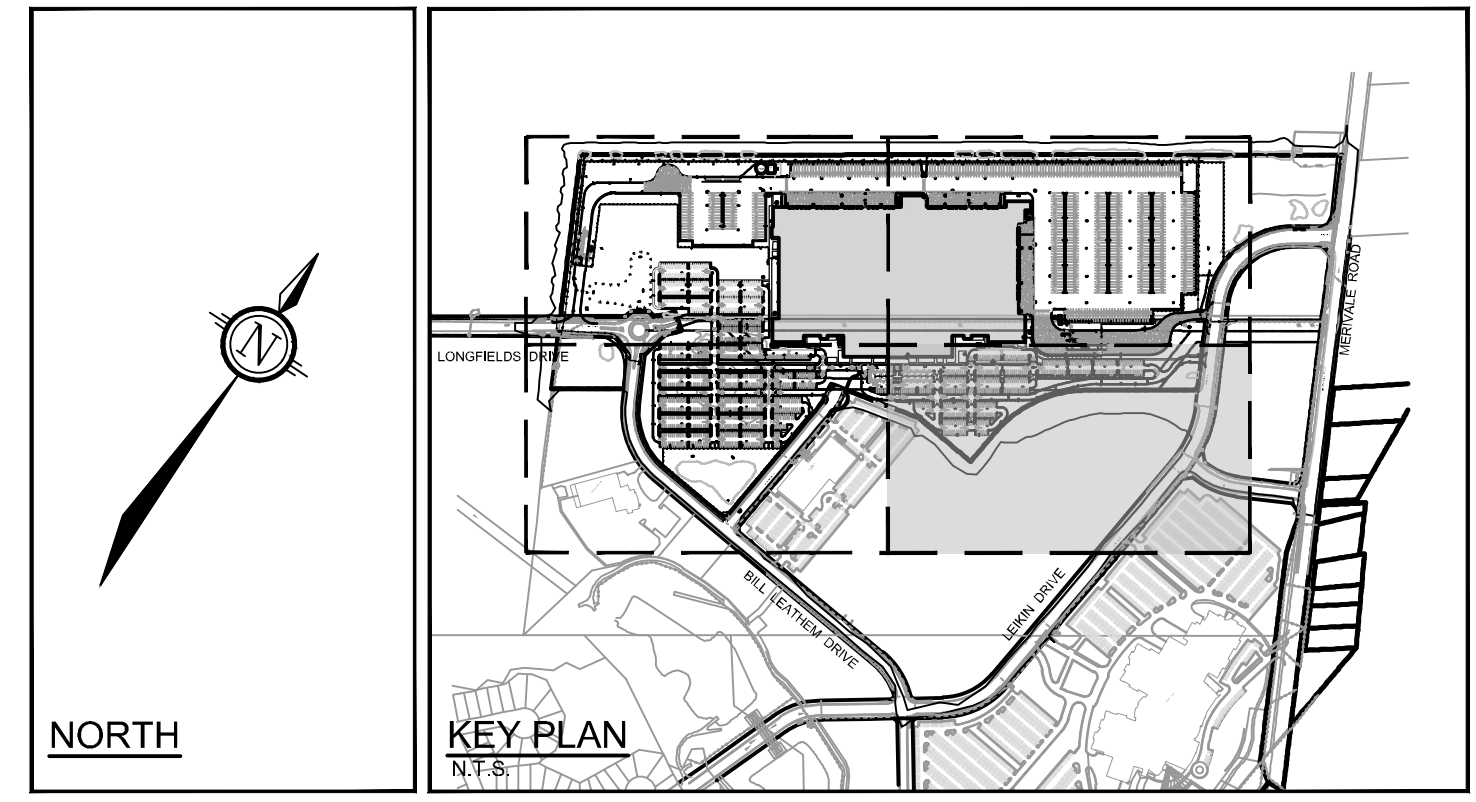 N
NORTH
KEY PLAN
N.T.S.
LONGFIELDS DRIVE
MERIVALE ROAD
BILL LEATHEM DRIVE
LEIKIN DRIVE